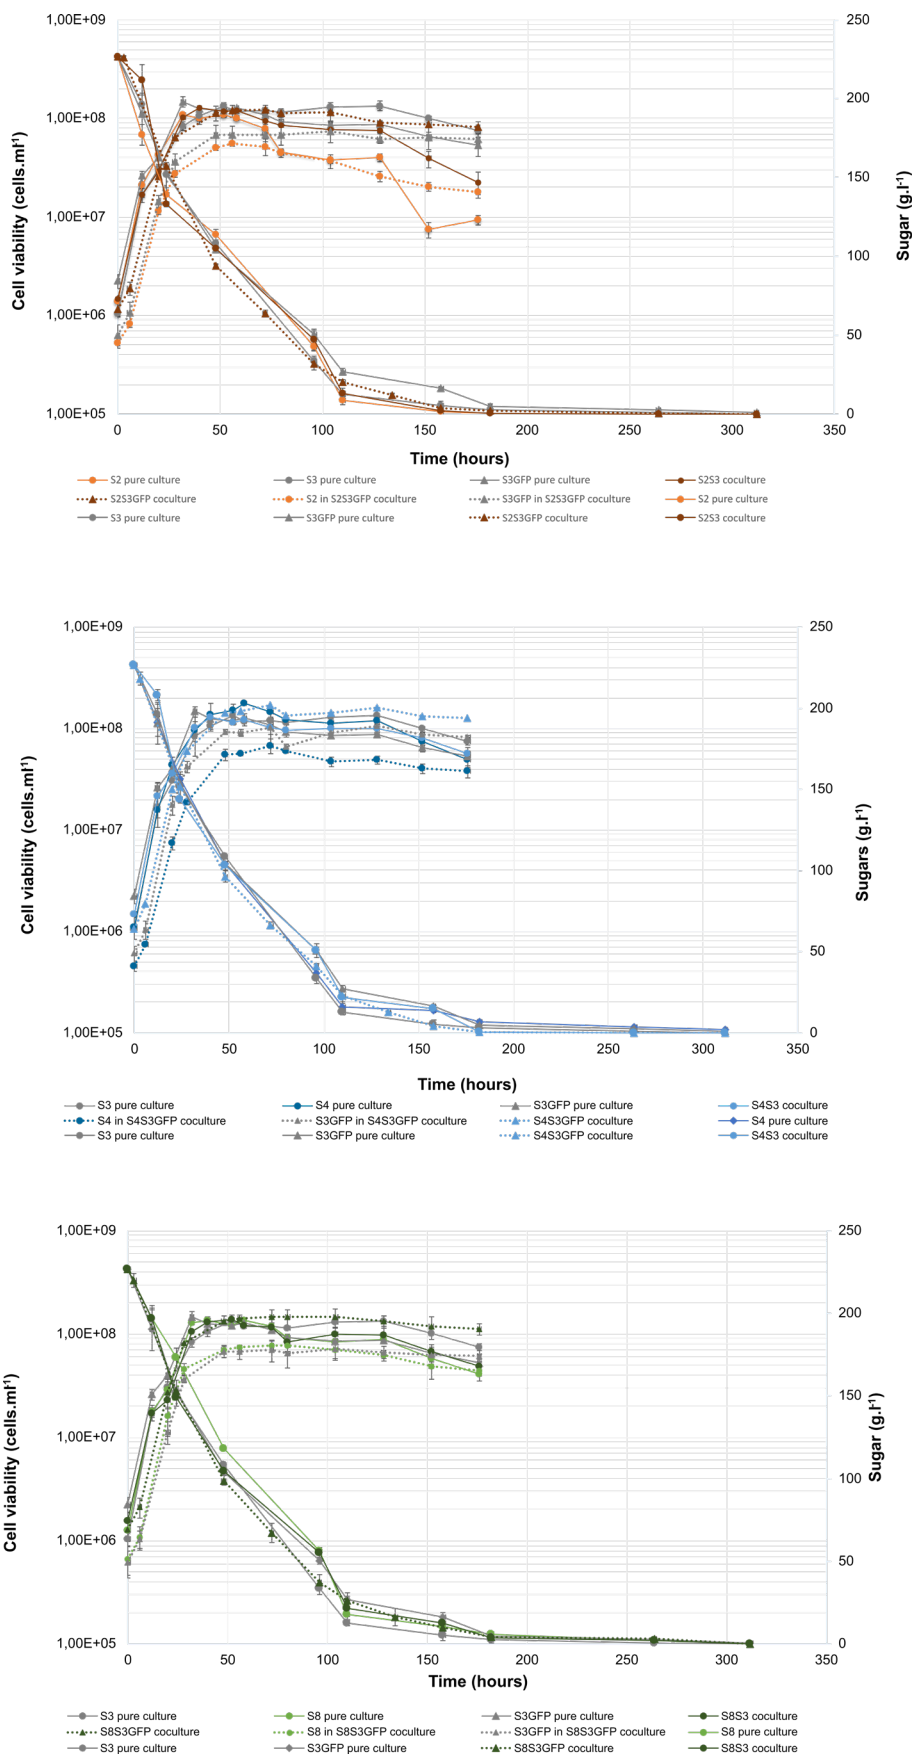 1,00E+09
250
1,00E+08
200
150
1,00E+07
100
1,00E+06
50
1,00E+05
0
Cell viability (cells.ml-¹)
Sugar (g.l-¹)
0 50 100 150 200 250 300 350
Time (hours)
S2 pure culture S3 pure culture S3GFP pure culture S2S3 coculture
S2S3GFP coculture S2 in S2S3GFP coculture S3GFP in S2S3GFP coculture S2 pure culture
S3 pure culture S3GFP pure culture S2S3GFP coculture S2S3 coculture
1,00E+09
250
1,00E+08
200
150
1,00E+07
100
1,00E+06
50
1,00E+05
0
Cell viability (cells.ml-¹)
Sugars (g.l-¹)
0 50 100 150 200 250 300 350
Time (hours)
S3 pure culture S4 pure culture S3GFP pure culture S4S3 coculture
S4 in S4S3GFP coculture S3GFP in S4S3GFP coculture S4S3GFP coculture S4 pure culture
S3 pure culture S3GFP pure culture S4S3GFP coculture S4S3 coculture
1,00E+09
250
1,00E+08
200
150
1,00E+07
100
1,00E+06
50
1,00E+05
0
Cell viability (cells.ml-¹)
Sugar (g.l-¹)
0 50 100 150 200 250 300 350
Time (hours)
S3 pure culture S8 pure culture S3GFP pure culture S8S3 coculture
S8S3GFP coculture S8 in S8S3GFP coculture S3GFP in S8S3GFP coculture S8 pure culture
S3 pure culture S3GFP pure culture S8S3GFP coculture S8S3 coculture